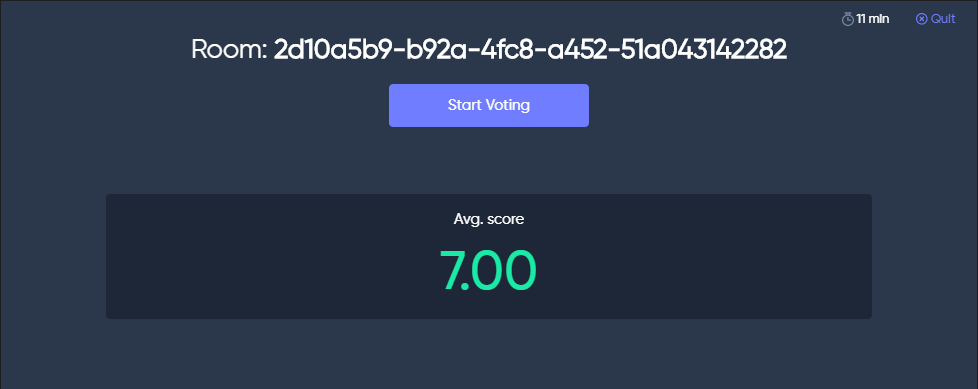 11 min Quit
Room: 2d10a5b9-b92a-4fc8-a452-51a043142282
Start Voting
Avg. score
7.00